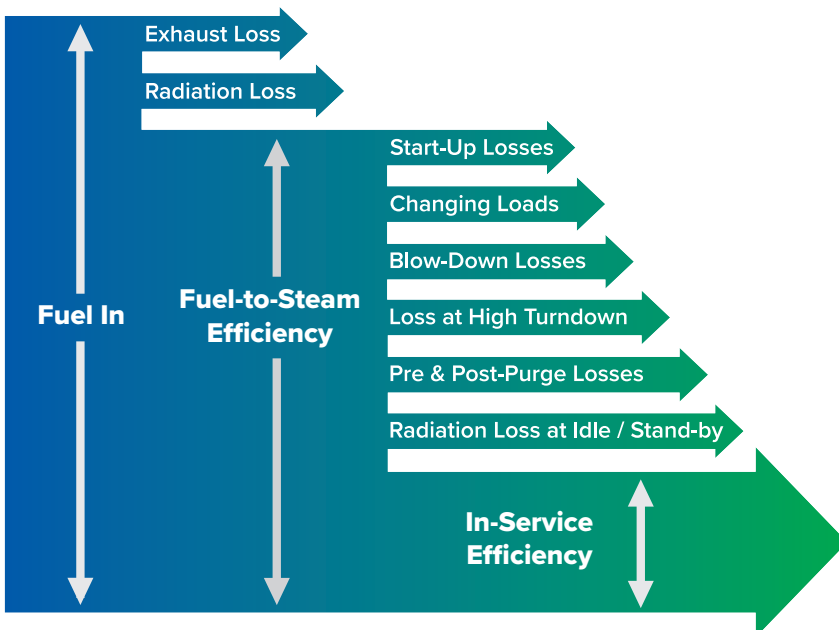 Exhaust Loss
Radiation Loss
Start-Up Losses
Changing Loads
Blow-Down Losses
Fuel In
Fuel-to-Steam
Efficiency
Loss at High Turndown
Pre & Post-Purge Losses
Radiation Loss at Idle / Stand-by
In-Service
Efficiency